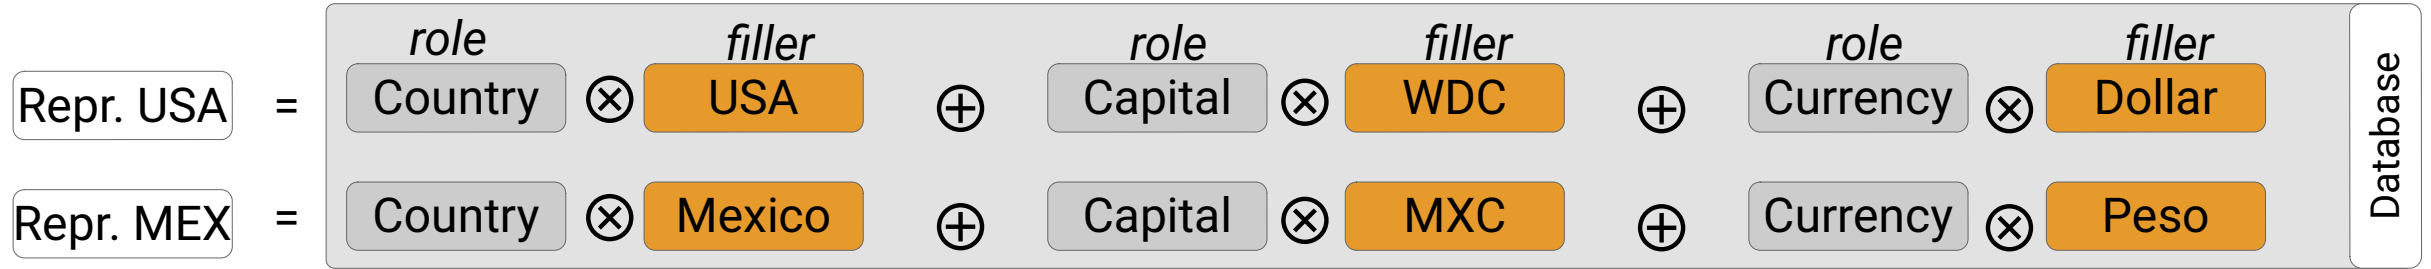 role filler role filler role filler
Repr. USA = Country ⊗ USA ⊕ Capital ⊗ WDC ⊕ Currency ⊗ Dollar
Repr. MEX = Country ⊗ Mexico ⊕ Capital ⊗ MXC ⊕ Currency ⊗ Peso
Database